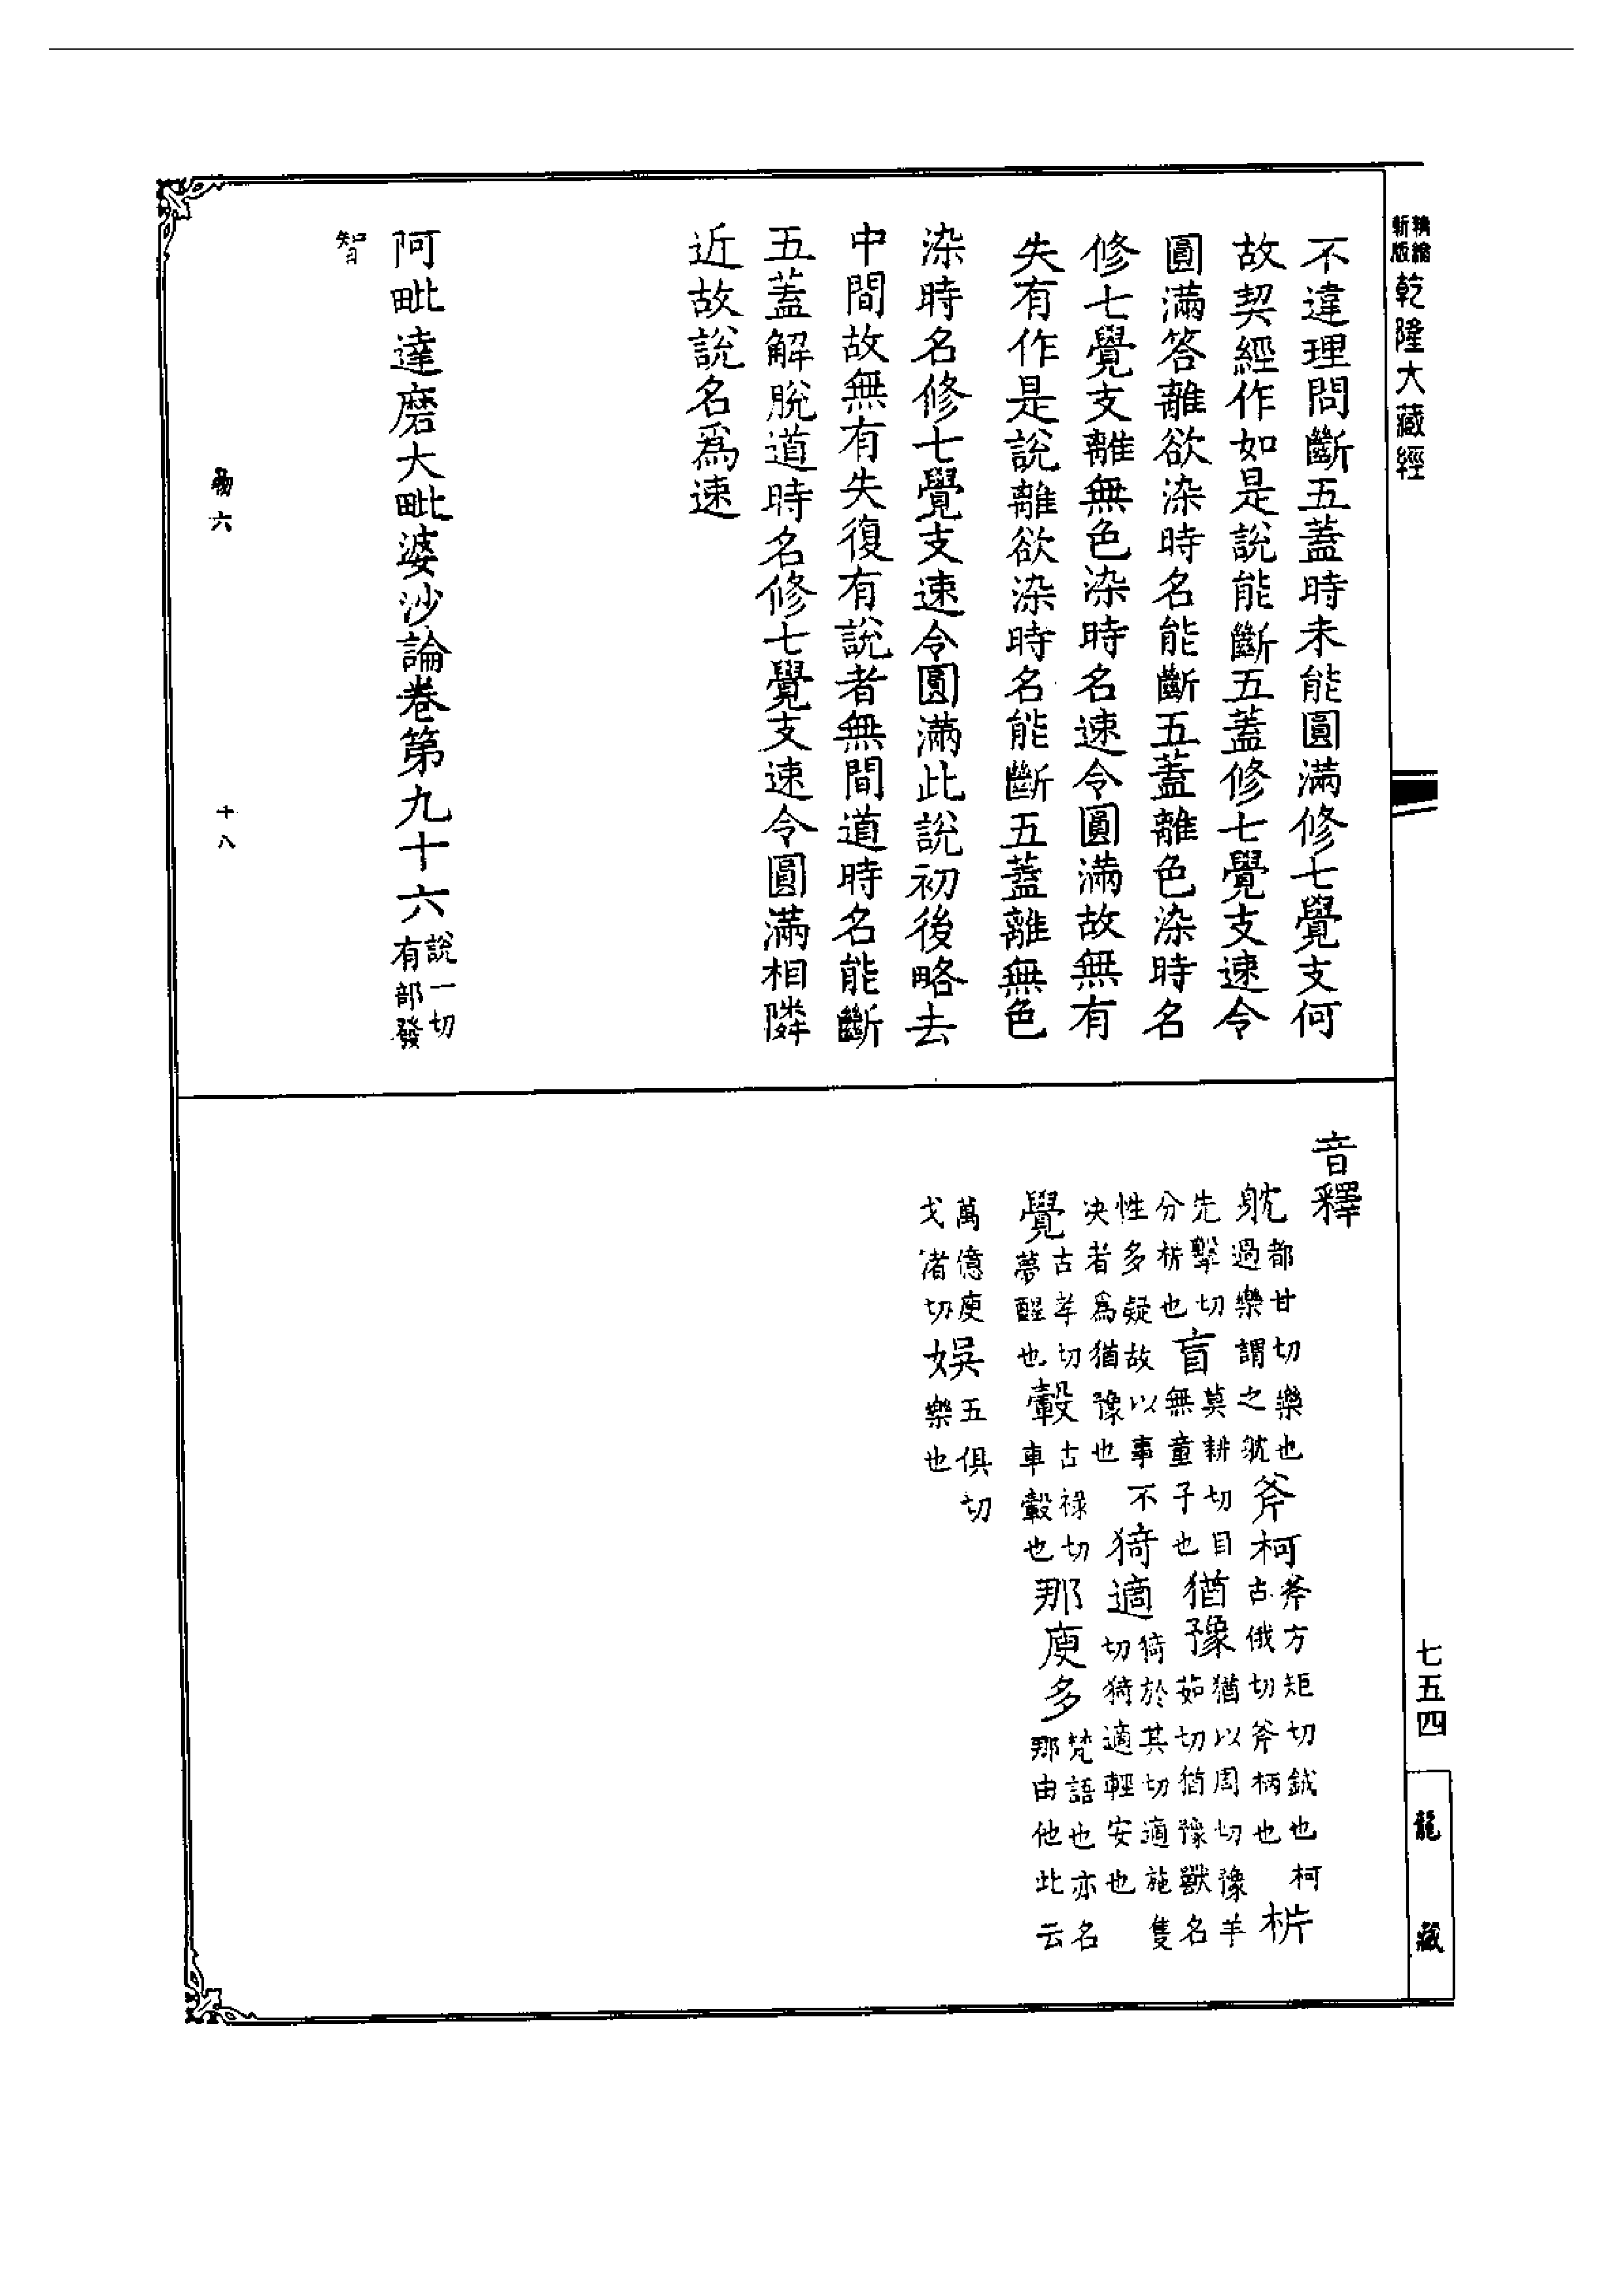 新版 精縮 乾隆大藏經
不違理問斷五蓋時未能圓滿修七覺支何
故契經作如是說能斷五蓋修七覺支速令
圓滿答離欲染時名能斷五蓋離色染時名
修七覺支離無色染時名速令圓滿故無有
失有作是說離欲染時名能斷五蓋離無色
染時名修七覺支速令圓滿此說初後略去
中間故無有失復有說者無間道時名能斷
五蓋解脫道時名修七覺支速令圓滿相隣
近故說名爲速
阿毗達磨大毗婆沙論卷第九十六說一切有部發
智
六
十八
音釋
躭都甘切樂也過樂謂之躭斧柯斧方矩切鉞也柯古俄切斧柄也㭊
先擊切分㭊也盲莫耕切目無童子也猶豫猶以周切豫羊茹切猶豫獸名
性多疑故以事不決者爲猶豫也猗適猗於其切適施隻切猗適輕安也
覺古孝切夢醒也轂古祿切車轂也那庾多梵語也亦名那由他此云
萬億庾弋渚切娛五俱切樂也
七五四
龍藏